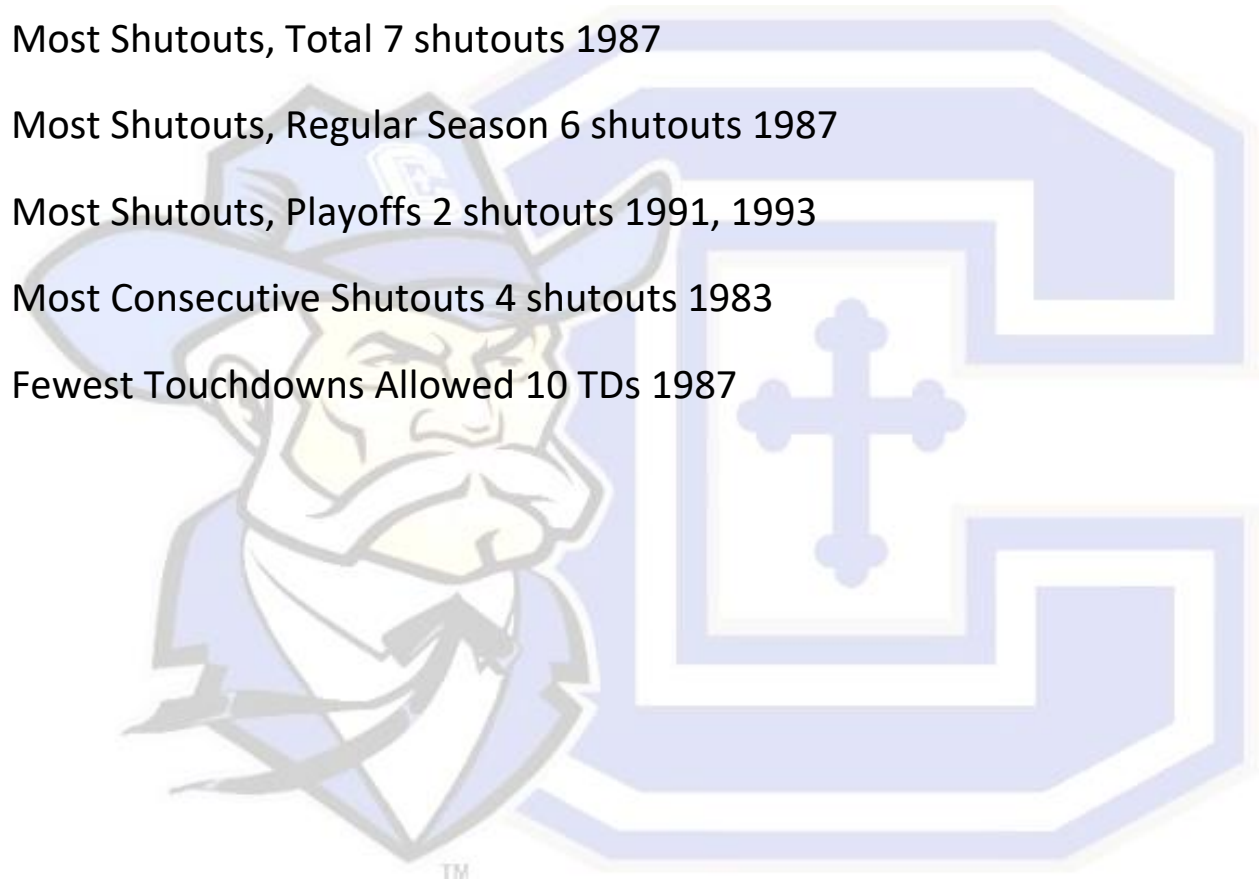 Most Shutouts, Total 7 shutouts 1987
Most Shutouts, Regular Season 6 shutouts 1987
Most Shutouts, Playoffs 2 shutouts 1991, 1993
Most Consecutive Shutouts 4 shutouts 1983
Fewest Touchdowns Allowed 10 TDs 1987
C
TM